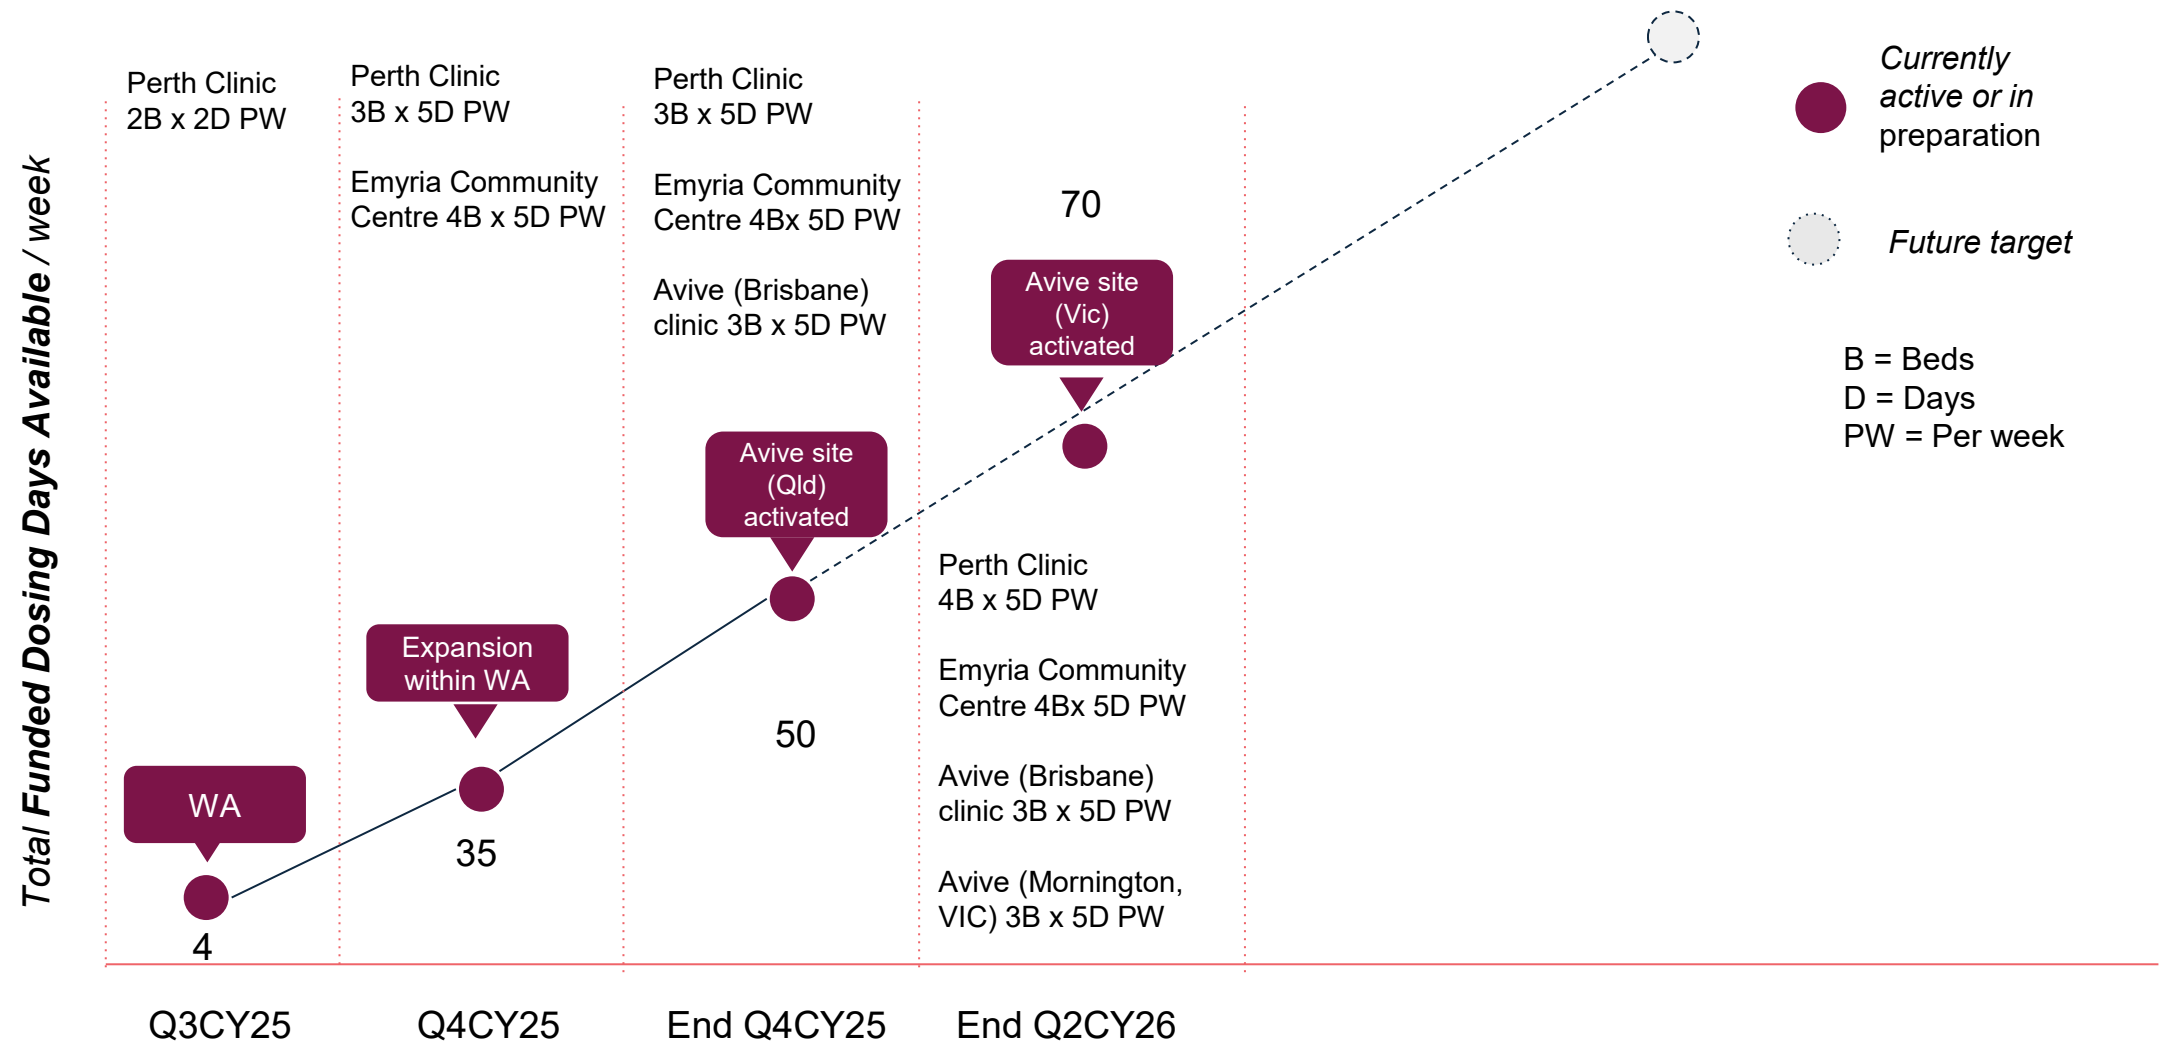 Total Funded Dosing Days Available / week
Perth Clinic
2B x 2D PW
WA
4
Q3CY25
Perth Clinic
3B x 5D PW
Emyria Community
Centre 4B x 5D PW
Expansion
within WA
35
Q4CY25
Perth Clinic
3B x 5D PW
Emyria Community
Centre 4Bx 5D PW
Avive (Brisbane)
clinic 3B x 5D PW
Avive site
(Qld)
activated
50
End Q4CY25
70
Avive site
(Vic)
activated
Perth Clinic
4B x 5D PW
Emyria Community
Centre 4Bx 5D PW
Avive (Brisbane)
clinic 3B x 5D PW
Avive (Mornington,
VIC) 3B x 5D PW
End Q2CY26
Currently
active or in
preparation
Future target
B = Beds
D = Days
PW = Per week